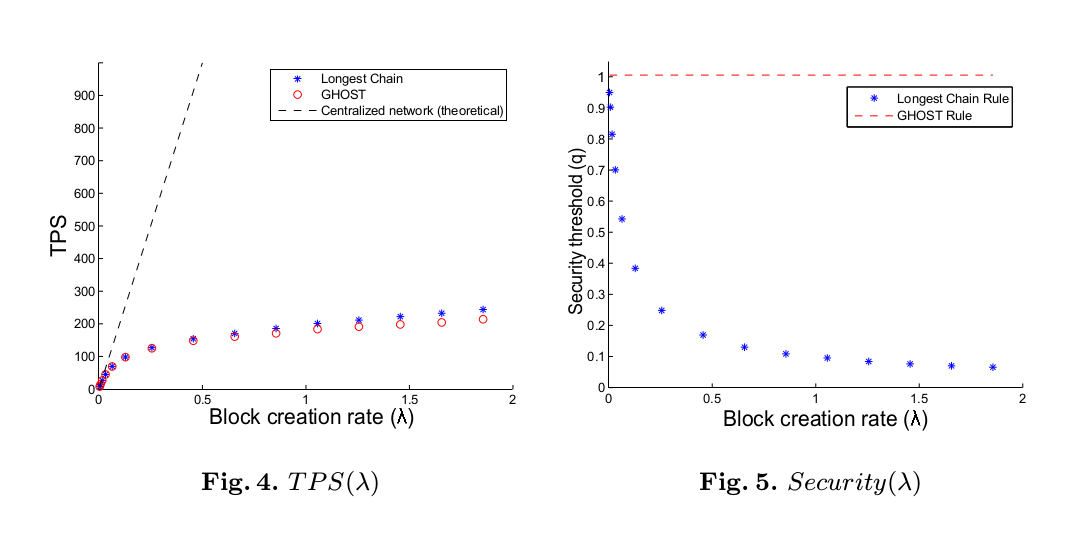 Longest Chain
GHOST
Centralized network (theoretical)
900
800
700
600
500
400
300
200
100
0
TPS
0
0.5
1
1.5
2
Block creation rate (λ)
Fig. 4. TPS(λ)
Longest Chain Rule
GHOST Rule
1
0.9
0.8
0.7
0.6
0.5
0.4
0.3
0.2
0.1
0
Security threshold (q)
0
0.5
1
1.5
2
Block creation rate (λ)
Fig. 5. Security(λ)